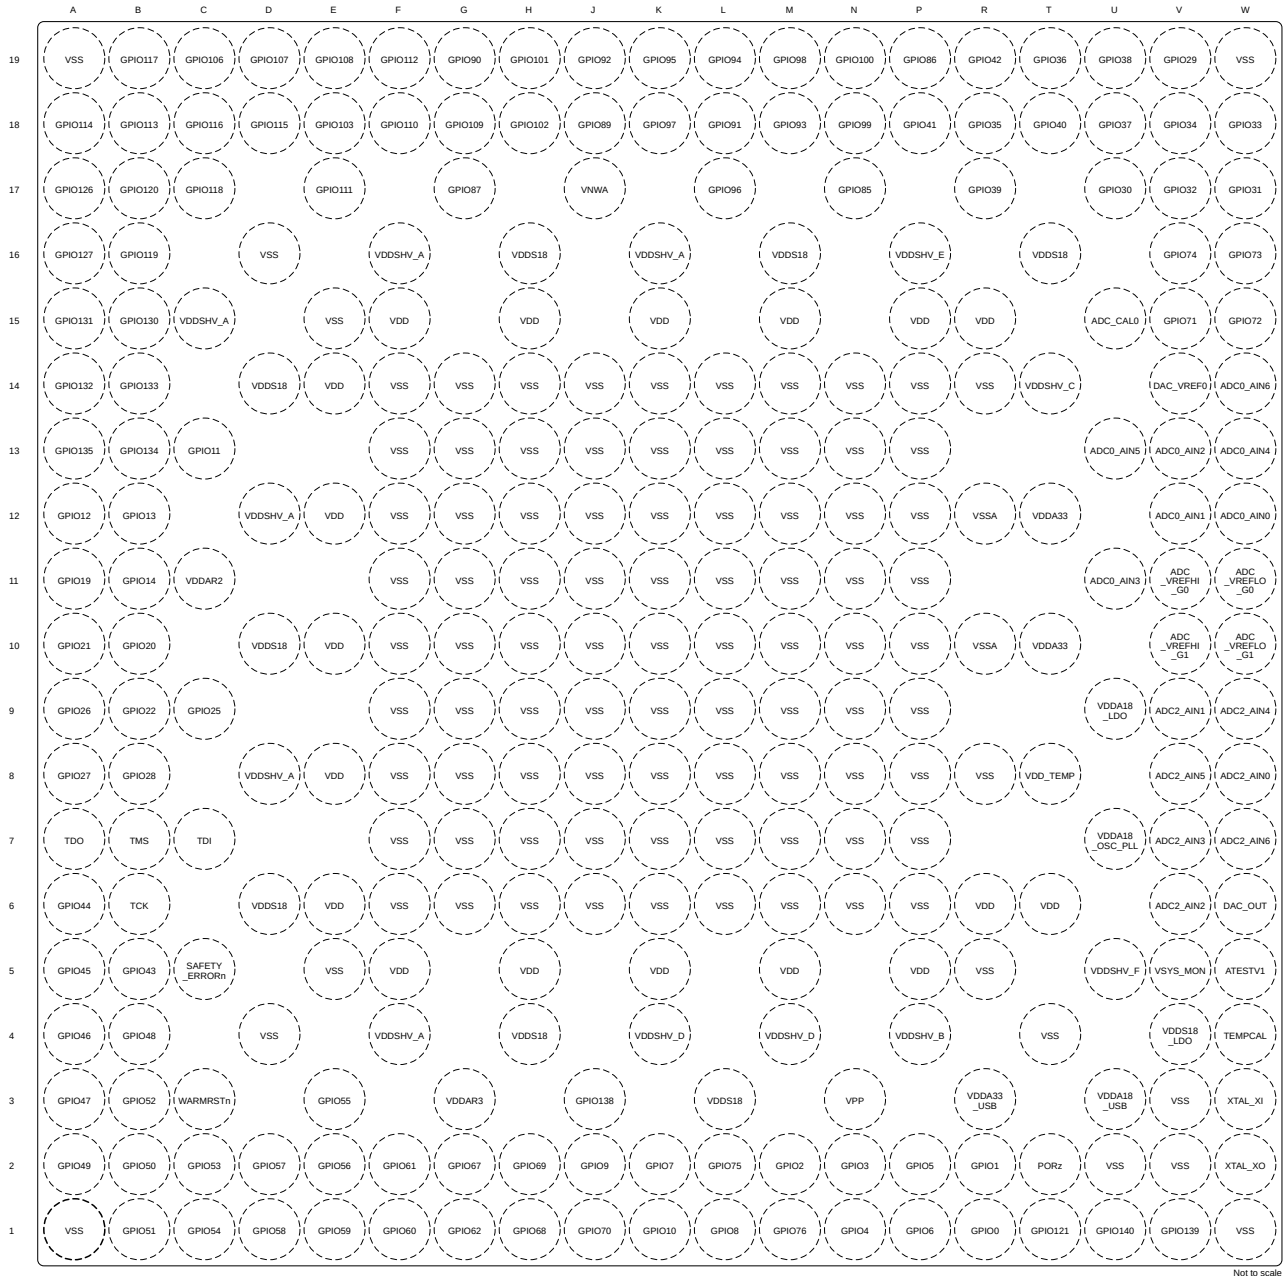 A B C D E F G H J K L M N P R T U V W
19 VSS GPIO117 GPIO106 GPIO107 GPIO108 GPIO112 GPIO90 GPIO101 GPIO92 GPIO95 GPIO94 GPIO98 GPIO100 GPIO86 GPIO42 GPIO36 GPIO38 GPIO29 VSS
18 GPIO114 GPIO113 GPIO116 GPIO115 GPIO103 GPIO110 GPIO109 GPIO102 GPIO89 GPIO97 GPIO91 GPIO93 GPIO99 GPIO41 GPIO35 GPIO40 GPIO37 GPIO34 GPIO33
17 GPIO126 GPIO120 GPIO118 GPIO111 GPIO87 VNWA GPIO96 GPIO85 GPIO39 GPIO30 GPIO32 GPIO31
16 GPIO127 GPIO119 VSS VDDSHV_A VDDS18 VDDSHV_A VDDS18 VDDSHV_E VDDS18 GPIO74 GPIO73
15 GPIO131 GPIO130 VDDSHV_A VSS VDD VDD VDD VDD VDD VDD ADC_CAL0 GPIO71 GPIO72
14 GPIO132 GPIO133 VDDS18 VDD VSS VSS VSS VSS VSS VSS VSS VSS VSS VSS VDDSHV_C DAC_VREF0 ADC0_AIN6
13 GPIO135 GPIO134 GPIO11 VSS VSS VSS VSS VSS VSS VSS VSS VSS ADC0_AIN5 ADC0_AIN2 ADC0_AIN4
12 GPIO12 GPIO13 VDDSHV_A VDD VSS VSS VSS VSS VSS VSS VSS VSS VSS VSSA VDDA33 ADC0_AIN1 ADC0_AIN0
11 GPIO19 GPIO14 VDDAR2 VSS VSS VSS VSS VSS VSS VSS VSS VSS ADC0_AIN3 ADC _VREFHI _G0 ADC _VREFLO _G0
10 GPIO21 GPIO20 VDDS18 VDD VSS VSS VSS VSS VSS VSS VSS VSS VSS VSSA VDDA33 ADC _VREFHI _G1 ADC _VREFLO _G1
9 GPIO26 GPIO22 GPIO25 VSS VSS VSS VSS VSS VSS VSS VSS VSS VDDA18 _LDO ADC2_AIN1 ADC2_AIN4
8 GPIO27 GPIO28 VDDSHV_A VDD VSS VSS VSS VSS VSS VSS VSS VSS VSS VSS VDD_TEMP ADC2_AIN5 ADC2_AIN0
7 TDO TMS TDI VSS VSS VSS VSS VSS VSS VSS VSS VSS VDDA18 _OSC_PLL ADC2_AIN3 ADC2_AIN6
6 GPIO44 TCK VDDS18 VDD VSS VSS VSS VSS VSS VSS VSS VSS VSS VDD VDD ADC2_AIN2 DAC_OUT
5 GPIO45 GPIO43 SAFETY _ERRORn VSS VDD VDD VDD VDD VDD VSS VDDSHV_F VSYS_MON ATESTV1
4 GPIO46 GPIO48 VSS VDDSHV_A VDDS18 VDDSHV_D VDDSHV_D VDDSHV_B VSS VDDS18 _LDO TEMPCAL
3 GPIO47 GPIO52 WARMRSTn GPIO55 VDDAR3 GPIO138 VDDS18 VPP VDDA33 _USB VDDA18 _USB VSS XTAL_XI
2 GPIO49 GPIO50 GPIO53 GPIO57 GPIO56 GPIO61 GPIO67 GPIO69 GPIO9 GPIO7 GPIO75 GPIO2 GPIO3 GPIO5 GPIO1 PORz VSS VSS XTAL_XO
1 VSS GPIO51 GPIO54 GPIO58 GPIO59 GPIO60 GPIO62 GPIO68 GPIO70 GPIO10 GPIO8 GPIO76 GPIO4 GPIO6 GPIO0 GPIO121 GPIO140 GPIO139 VSS
Not to scale